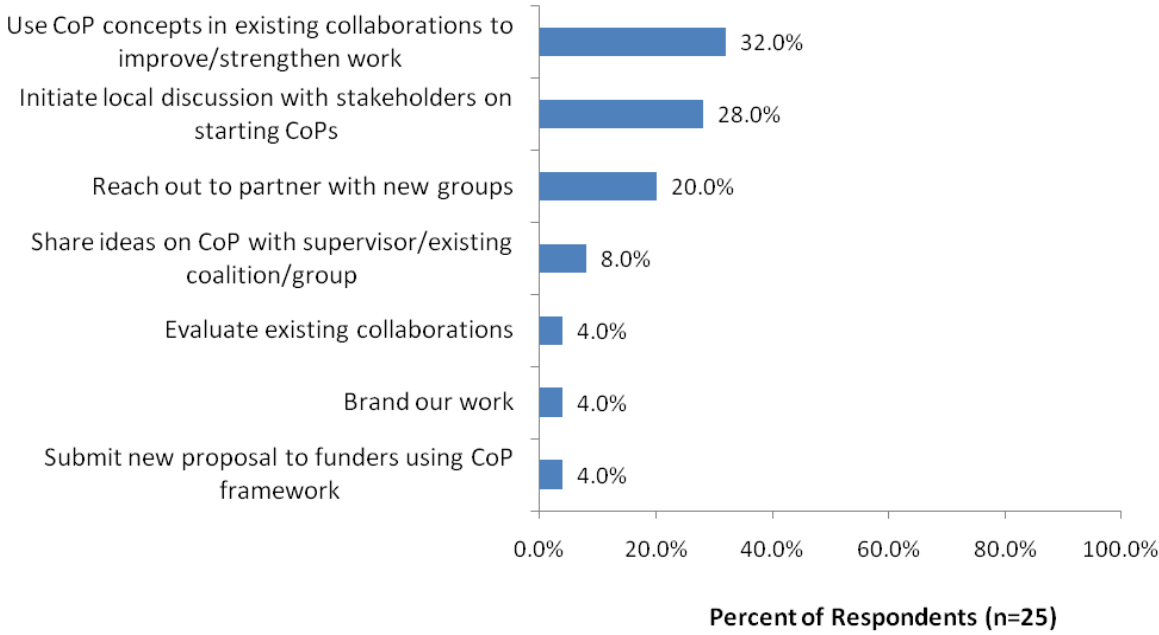 Use CoP concepts in existing collaborations to
improve/strengthen work
32.0%
Initiate local discussion with stakeholders on
starting CoPs
28.0%
Reach out to partner with new groups
20.0%
Share ideas on CoP with supervisor/existing
coalition/group
8.0%
Evaluate existing collaborations
4.0%
Brand our work
4.0%
Submit new proposal to funders using CoP
framework
4.0%
0.0% 20.0% 40.0% 60.0% 80.0% 100.0%
Percent of Respondents (n=25)